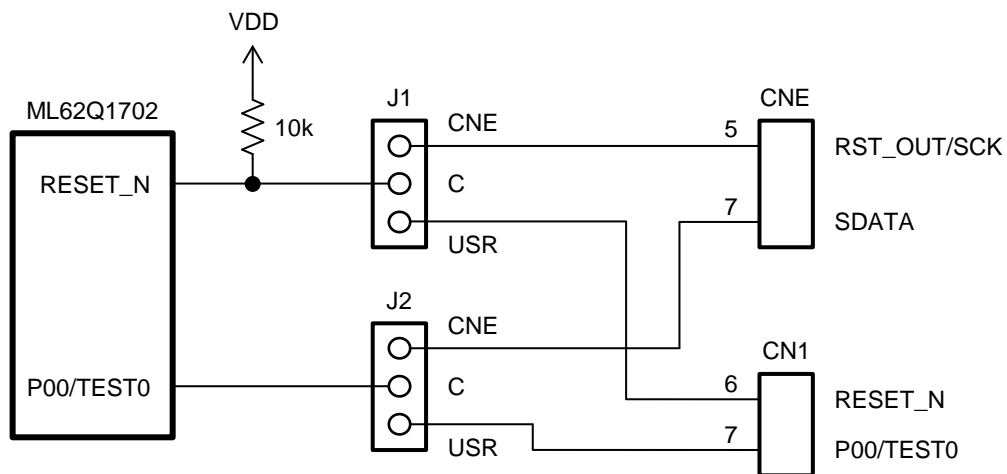 VDD
ML62Q1702
10k
J1
CNE
CNE
5
RST_OUT/SCK
RESET_N
C
7
SDATA
USR
J2
CNE
CN1
P00/TEST0
C
6
RESET_N
USR
7
P00/TEST0